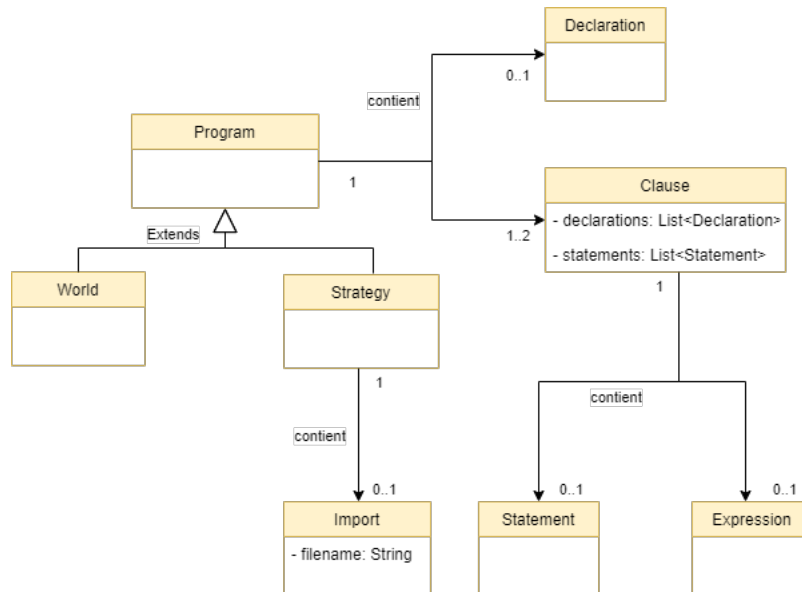 Declaration
0..1
contient
Program
1
Clause
- declarations: List<Declaration>
- statements: List<Statement>
1..2
Extends
1
World
Strategy
1
contient
contient
0..1
0..1
0..1
Import
- filename: String
Statement
Expression